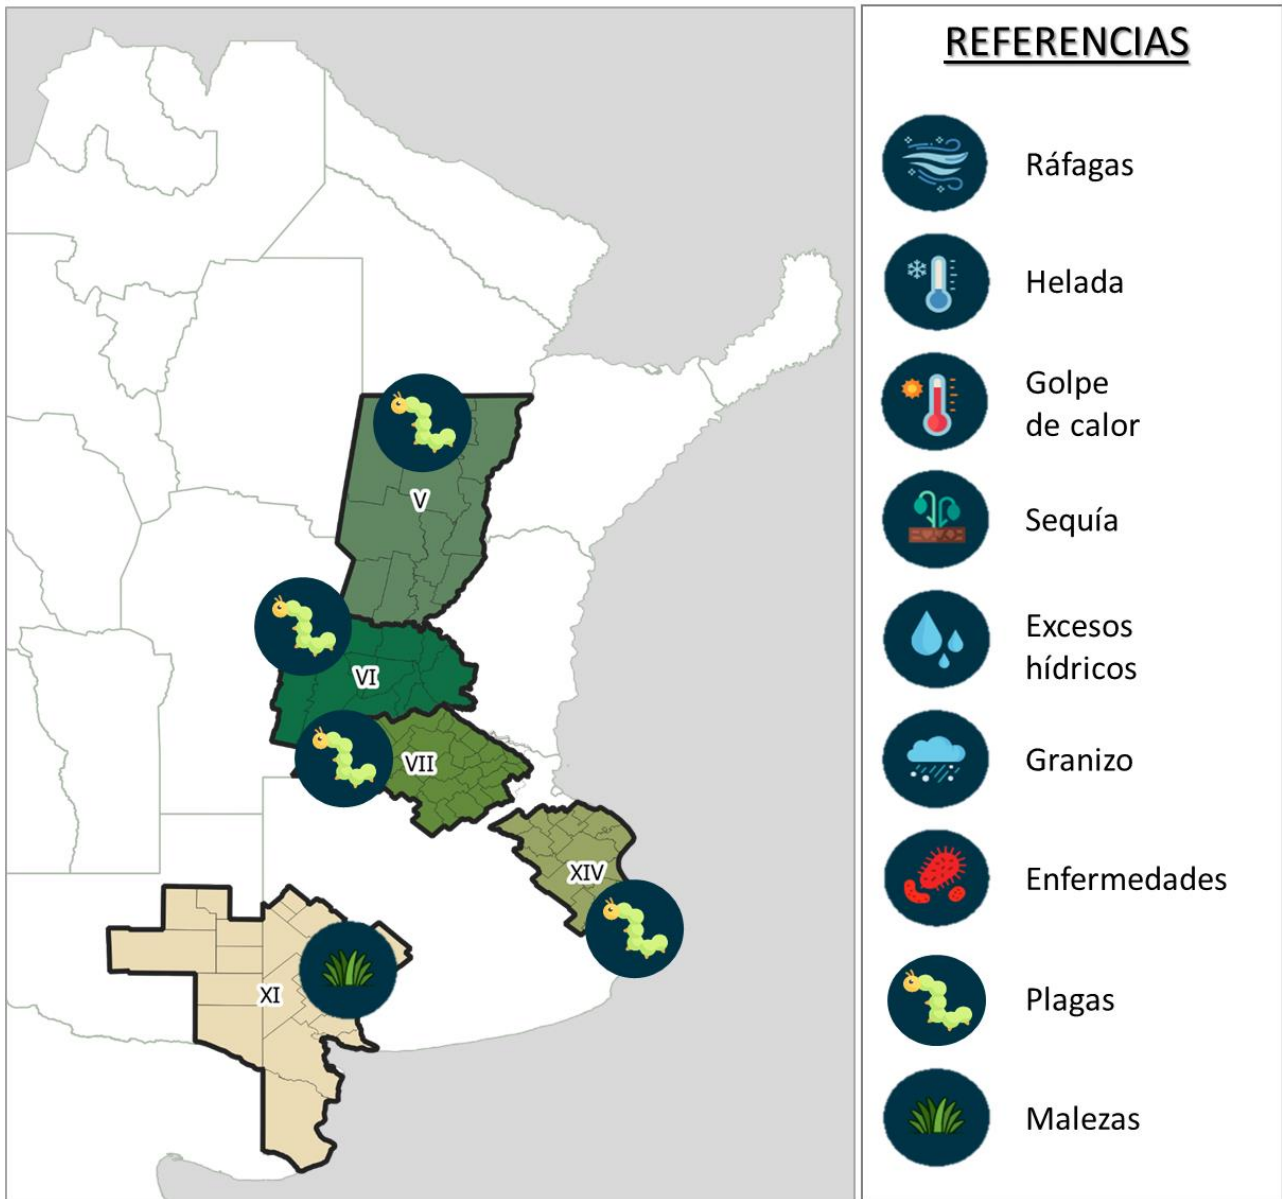 REFERENCIAS
Ráfagas
Helada
Golpe
de calor
Sequía
Excesos
hídricos
Granizo
Enfermedades
Plagas
Malezas
V
VI
VII
XIV
XI